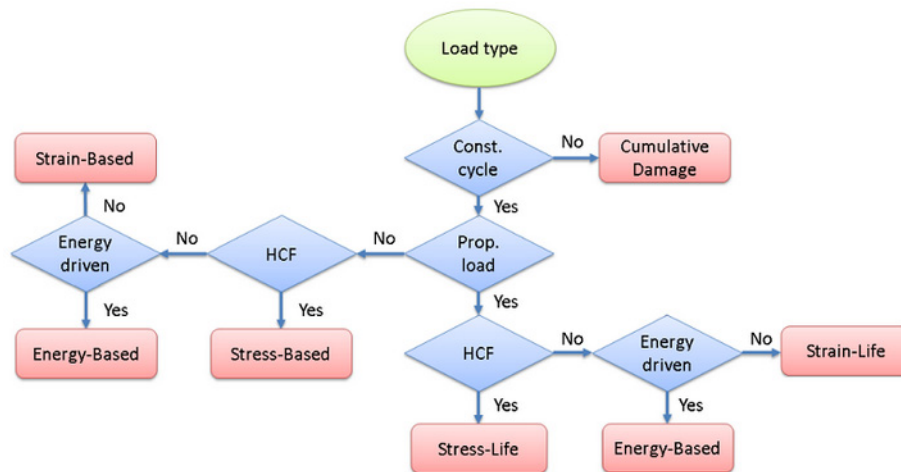 Load type
Const.
cycle
No
Cumulative
Damage
Yes
Strain-Based
No
Energy
driven
No
HCF
No
Prop.
load
Yes
Yes
Yes
Energy-Based
Stress-Based
HCF
No
Energy
driven
No
Strain-Life
Yes
Yes
Stress-Life
Energy-Based